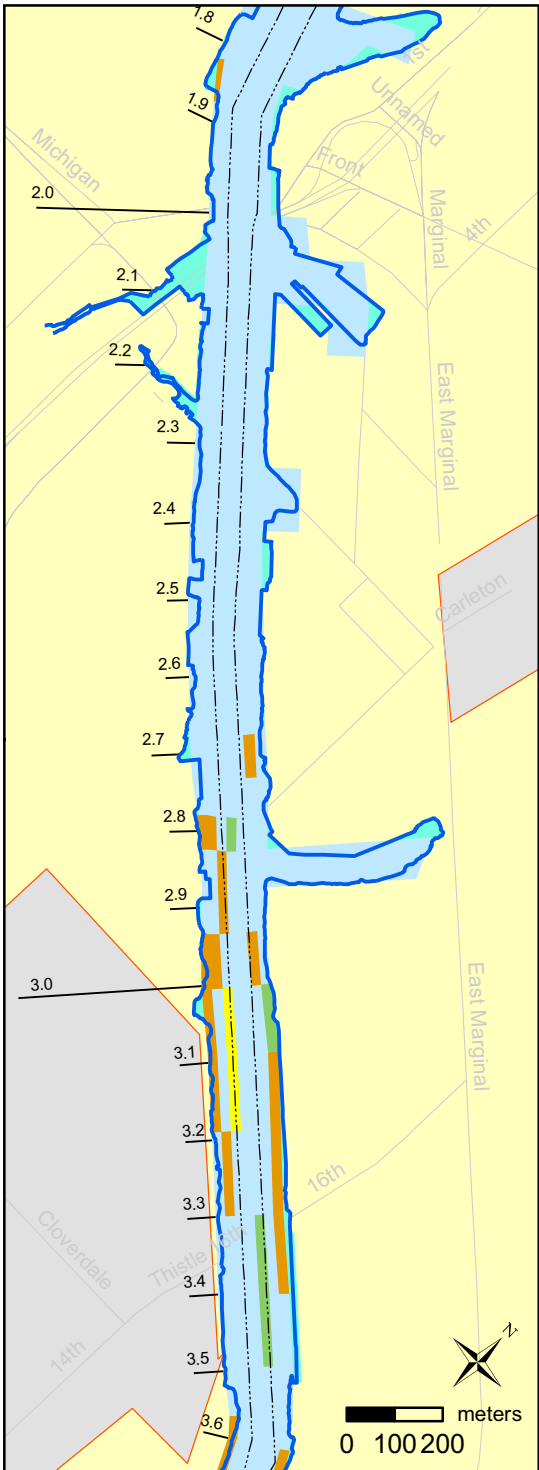 1.8
1st
1.9
Unnamed
Michigan
Front
2.0
Marginal
4th
2.1
2.2
East Marginal
2.3
2.4
2.5
Carleton
2.6
2.7
2.8
2.9
3.0
East Marginal
3.1
3.2
16th
3.3
Cloverdale
Thistle 16th
3.4
14th
3.5
N
3.6
meters
0 100 200